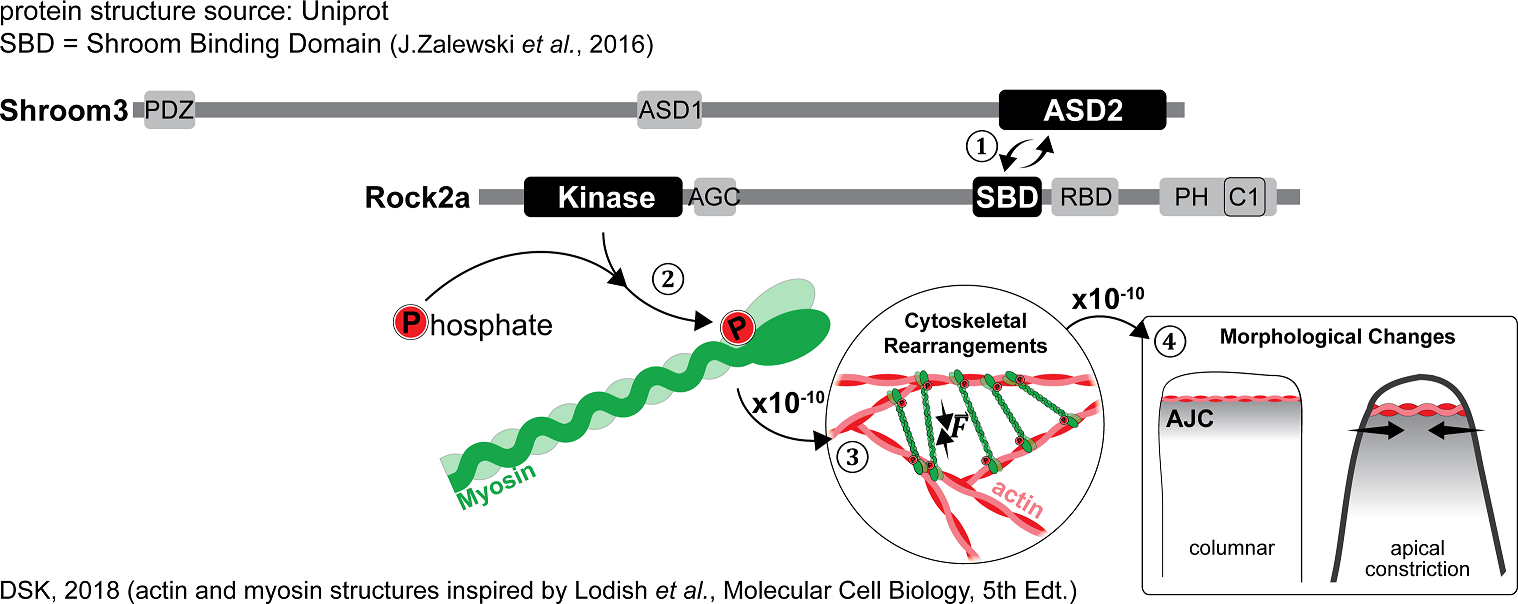 protein structure source: Uniprot
SBD = Shroom Binding Domain (J.Zalewski et al., 2016)
Shroom3 PDZ ASD1 ASD2
1
Rock2a Kinase AGC SBD RBD PH C1
2
P hosphate
P
Myosin
x10-10
3
Cytoskeletal
Rearrangements
F
actin
x10-10
4 Morphological Changes
AJC
columnar
apical
constriction
DSK, 2018 (actin and myosin structures inspired by Lodish et al., Molecular Cell Biology, 5th Edt.)